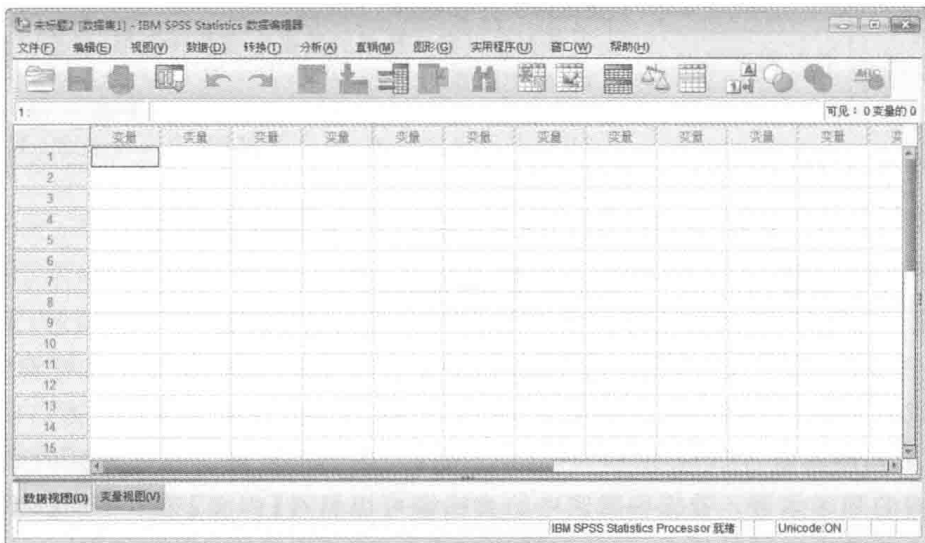 未标题2 [数据集1] - IBM SPSS Statistics 数据编辑器
文件(F) 编辑(E) 视图(V) 数据(D) 转换(T) 分析(A) 直销(M) 图形(G) 实用程序(U) 窗口(W) 帮助(H)
1: 可见: 0 变量的 0
变量 变量 变量 变量 变量 变量 变量 变量 变量 变量 变量 变
1
2
3
4
5
6
7
8
9
10
11
12
13
14
15
数据视图(D) 变量视图(V)
IBM SPSS Statistics Processor 就绪 Unicode:ON